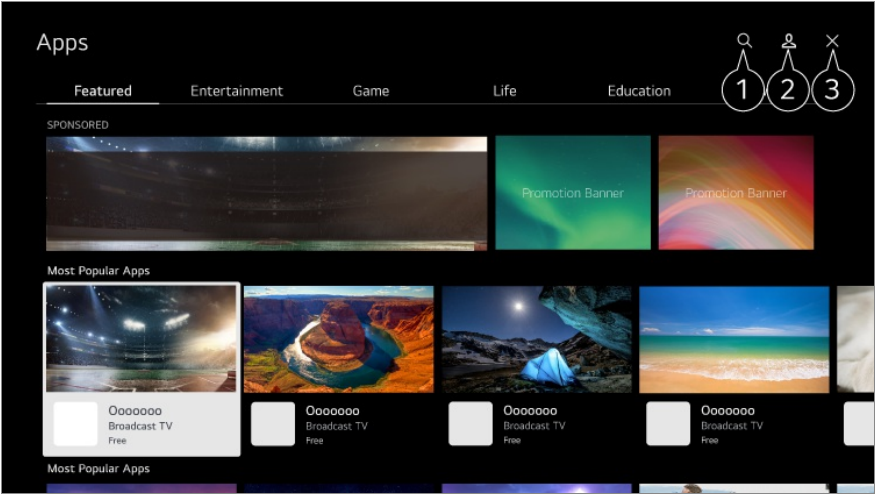 Apps
Featured Entertainment Game Life Education
1 2 3
SPONSORED
Promotion Banner Promotion Banner
Most Popular Apps
Ooooooo Ooooooo Ooooooo Ooooooo
Broadcast TV Broadcast TV Broadcast TV Broadcast TV
Free Free Free Free
Most Popular Apps